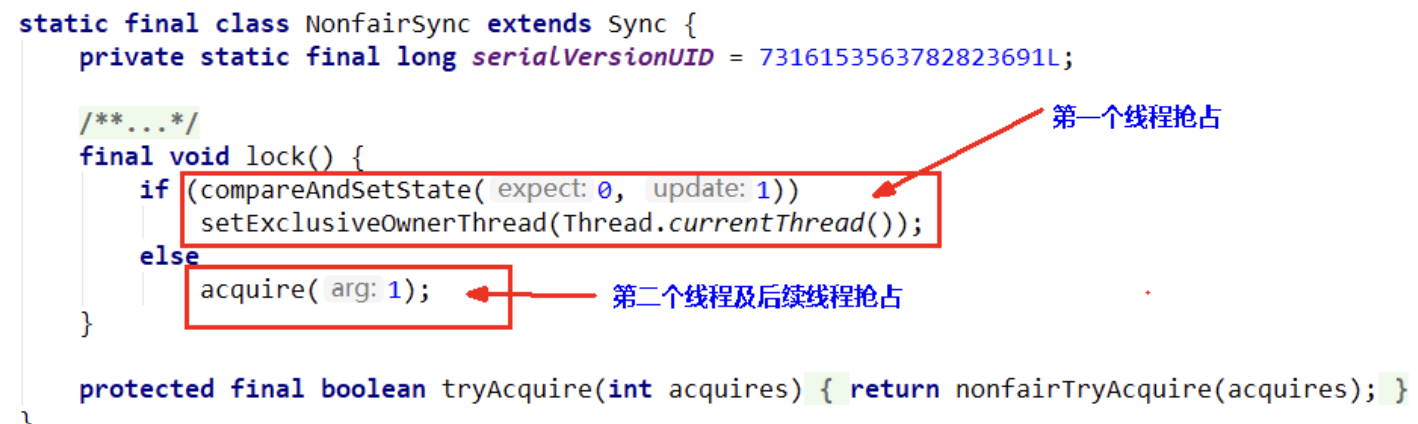 static final class NonfairSync extends Sync {
private static final long serialVersionUID = 7316153563782823691L;
/**...*/
第一个线程抢占
final void lock() {
if (compareAndSetState( expect: 0, update: 1))
setExclusiveOwnerThread(Thread.currentThread());
else
acquire( arg: 1);
第二个线程及后续线程抢占
}
protected final boolean tryAcquire(int acquires) { return nonfairTryAcquire(acquires); }
}